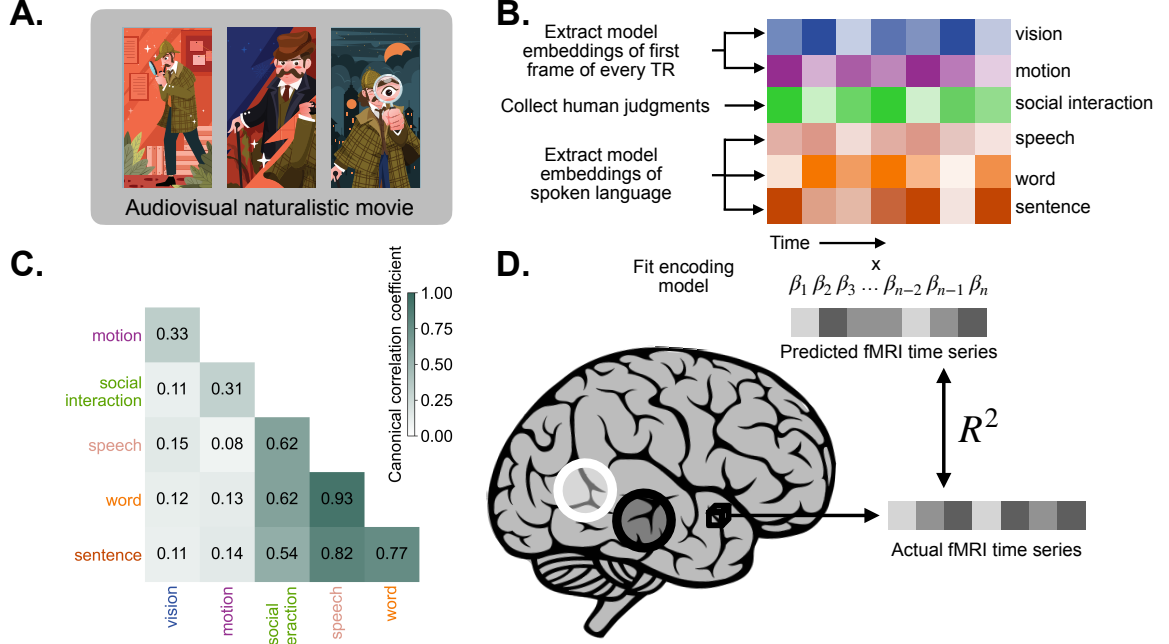 A.
Audiovisual naturalistic movie
B.
Extract model
embeddings of first
frame of every TR
Collect human judgments
Extract model
embeddings of
spoken language
vision
motion
social interaction
speech
word
sentence
Time
C.
Canonical correlation coefficient
1.00
0.75
0.50
0.25
0.00
motion 0.33
social
interaction 0.11 0.31
speech 0.15 0.08 0.62
word 0.12 0.13 0.62 0.93
sentence 0.11 0.14 0.54 0.82 0.77
vision
motion
social
eraction
speech
word
D.
Fit encoding
model
x
β₁ β₂ β₃ ... βₙ₋₂ βₙ₋₁ βₙ
Predicted fMRI time series
R²
Actual fMRI time series